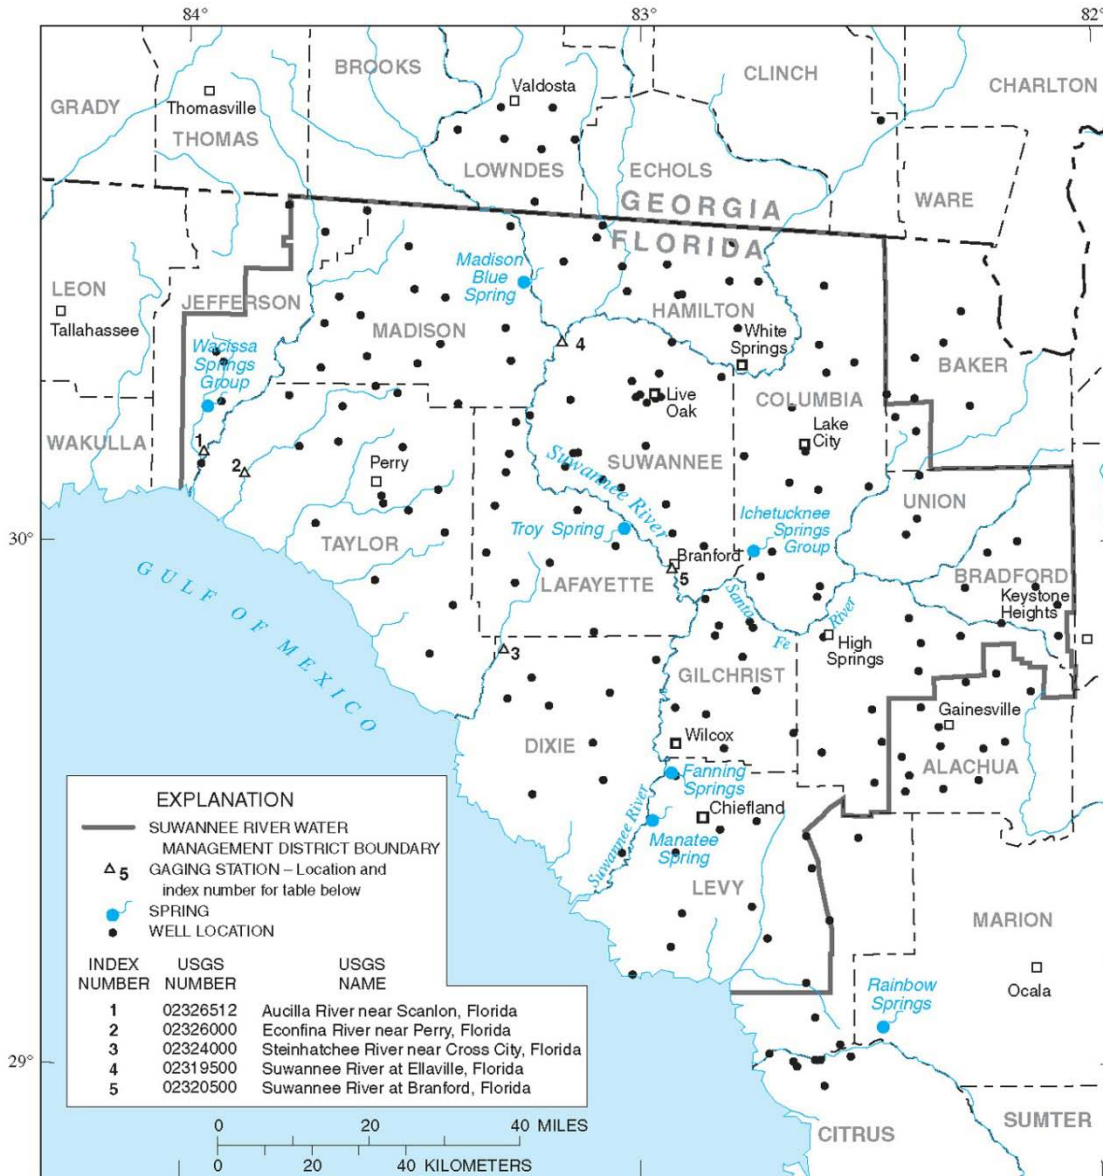 84°
83°
82°
BROOKS
CLINCH
CHARLTON
GRADY
Thomasville
THOMAS
Valdosta
LOWNDES
ECHOLS
WARE
GEORGIA
FLORIDA
LEON
Tallahassee
JEFFERSON
Madison
Blue
Spring
HAMILTON
MADISON
4
White
Springs
BAKER
Wacissa
Springs
Group
Live
Oak
COLUMBIA
Lake
City
WAKULLA
1
2
Perry
SUWANNEE
Suwannee River
UNION
30°
TAYLOR
Troy Spring
Ichetucknee
Springs
Group
Branford
5
GULF OF MEXICO
LAFAYETTE
BRADFORD
Keystone
Heights
Santa
Fe
River
High
Springs
3
GILCHRIST
Gainesville
ALACHUA
DIXIE
Wilcox
Fanning
Springs
Chiefland
Manatee
Spring
Suwannee River
LEVY
MARION
Ocala
Rainbow
Springs
29°
CITRUS
SUMTER
EXPLANATION
SUWANNEE RIVER WATER
MANAGEMENT DISTRICT BOUNDARY
5 GAGING STATION – Location and
index number for table below
SPRING
WELL LOCATION
INDEX NUMBER USGS NUMBER USGS NAME
1 02326512 Aucilla River near Scanlon, Florida
2 02326000 Econfina River near Perry, Florida
3 02324000 Steinhatchee River near Cross City, Florida
4 02319500 Suwannee River at Ellaville, Florida
5 02320500 Suwannee River at Branford, Florida
0 20 40 MILES
0 20 40 KILOMETERS